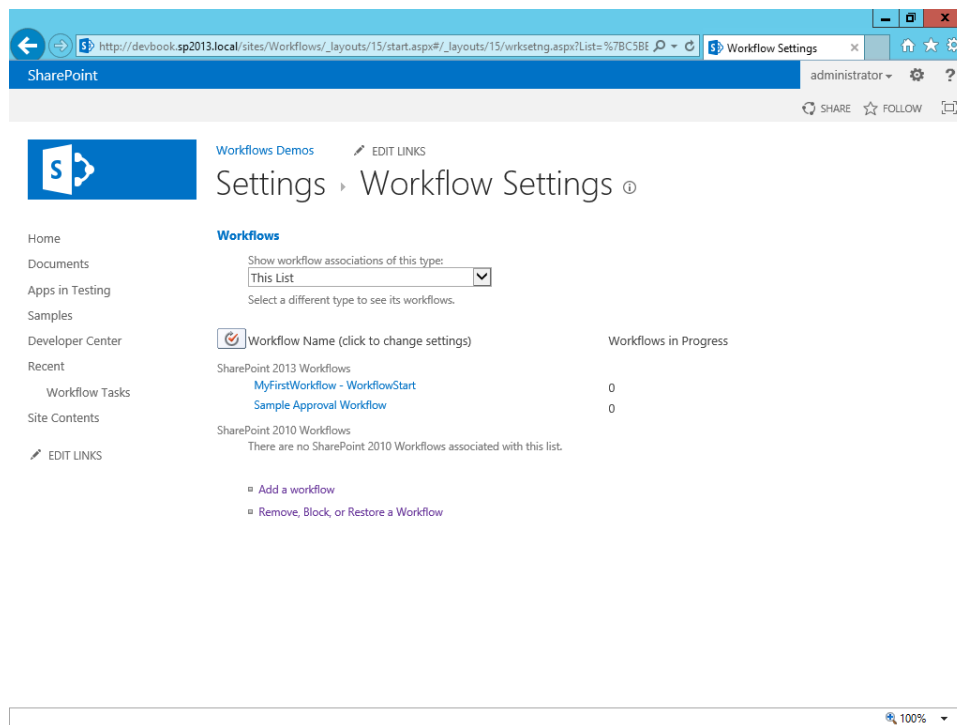 http://devbook.sp2013.local/sites/Workflows/_layouts/15/start.aspx#/_layouts/15/wrksetng.aspx?List=%7BC5BE
Workflow Settings
SharePoint
administrator
?
SHARE
FOLLOW
S
Workflows Demos
EDIT LINKS
Settings
Workflow Settings
Home
Documents
Apps in Testing
Samples
Developer Center
Recent
Workflow Tasks
Site Contents
EDIT LINKS
Workflows
Show workflow associations of this type:
This List
Select a different type to see its workflows.
Workflow Name (click to change settings)
Workflows in Progress
SharePoint 2013 Workflows
MyFirstWorkflow - WorkflowStart
0
Sample Approval Workflow
0
SharePoint 2010 Workflows
There are no SharePoint 2010 Workflows associated with this list.
Add a workflow
Remove, Block, or Restore a Workflow
100%